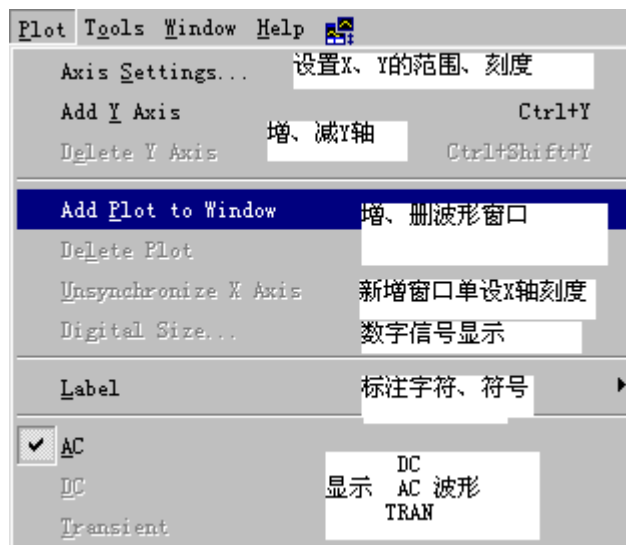 Plot Tools Window Help
Axis Settings... 设置X、Y的范围、刻度
Add Y Axis Ctrl+Y
增、减Y轴
Delete Y Axis Ctrl+Shift+Y
Add Plot to Window 增、删波形窗口
Delete Plot
Unsynchronize X Axis 新增窗口单设X轴刻度
Digital Size... 数字信号显示
Label 标注字符、符号
AC
DC
显示 AC 波形
DC
TRAN
Transient